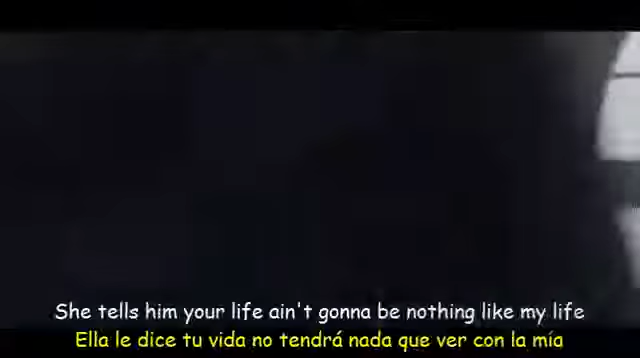 She tells him your life ain't gonna be nothing like my life
Ella le dice tu vida no tendrá nada que ver con la mía